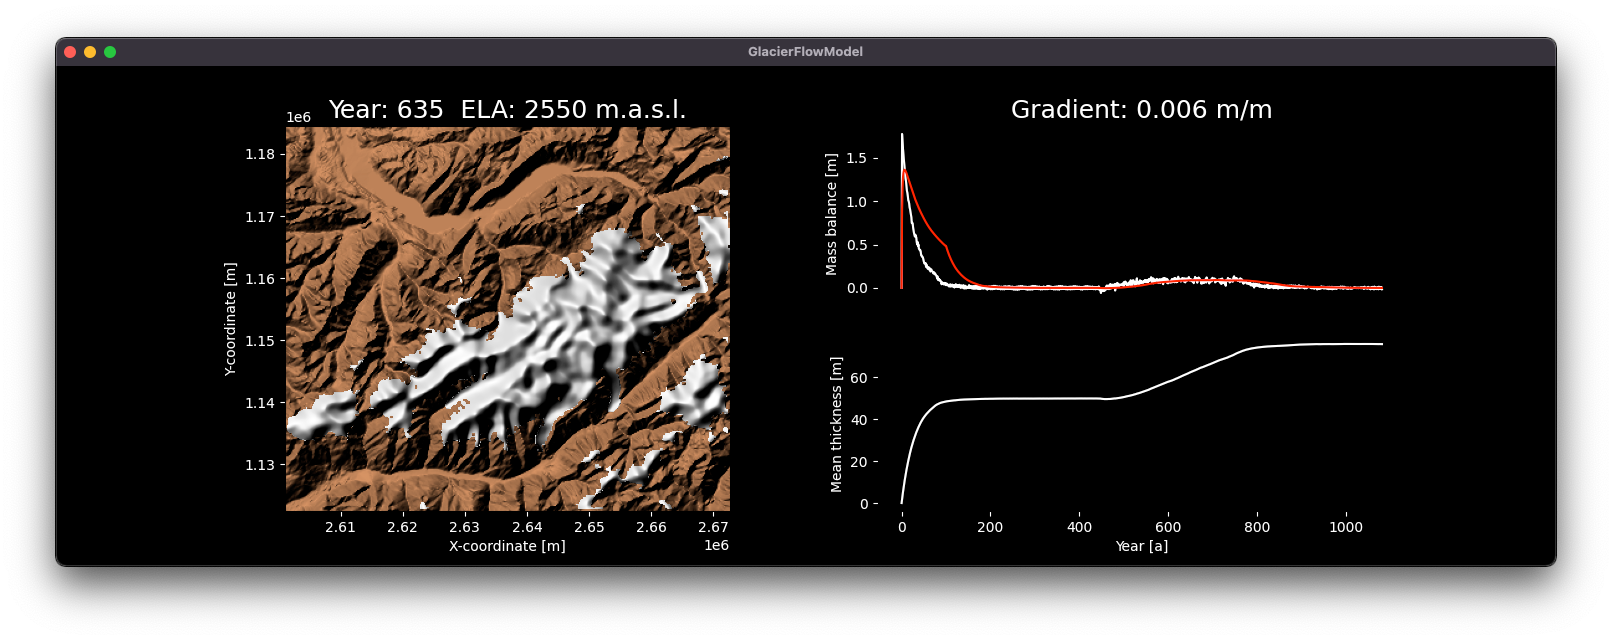 GlacierFlowModel
Year: 635  ELA: 2550 m.a.s.l.
1e6
1.18
1.17
1.16
1.15
1.14
1.13
Y-coordinate [m]
2.61 2.62 2.63 2.64 2.65 2.66 2.67
X-coordinate [m]
1e6
Gradient: 0.006 m/m
1.5
1.0
0.5
0.0
Mass balance [m]
60
40
20
0
Mean thickness [m]
0 200 400 600 800 1000
Year [a]